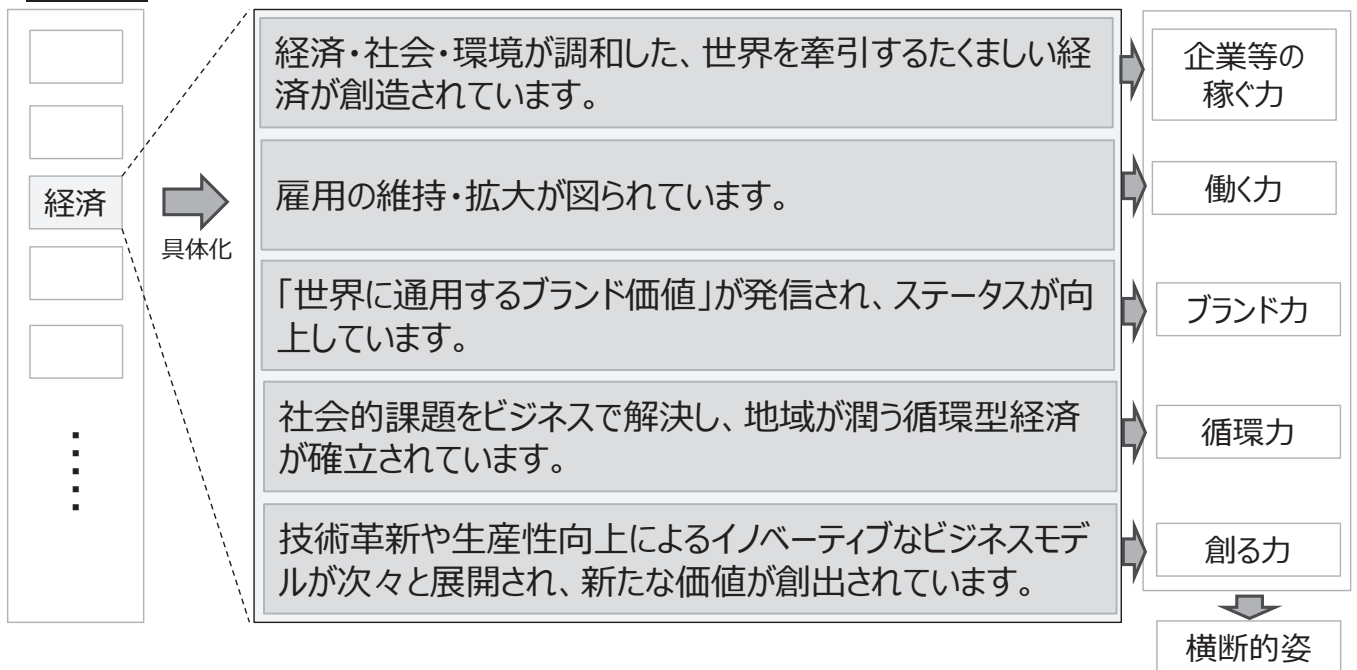 経済
具体化
経済・社会・環境が調和した、世界を牽引するたくましい経
済が創造されています。
企業等の
稼ぐ力
雇用の維持・拡大が図られています。
働く力
「世界に通用するブランド価値」が発信され、ステータスが向
上しています。
ブランド力
社会的課題をビジネスで解決し、地域が潤う循環型経済
が確立されています。
循環力
技術革新や生産性向上によるイノベーティブなビジネスモデ
ルが次々と展開され、新たな価値が創出されています。
創る力
横断的姿